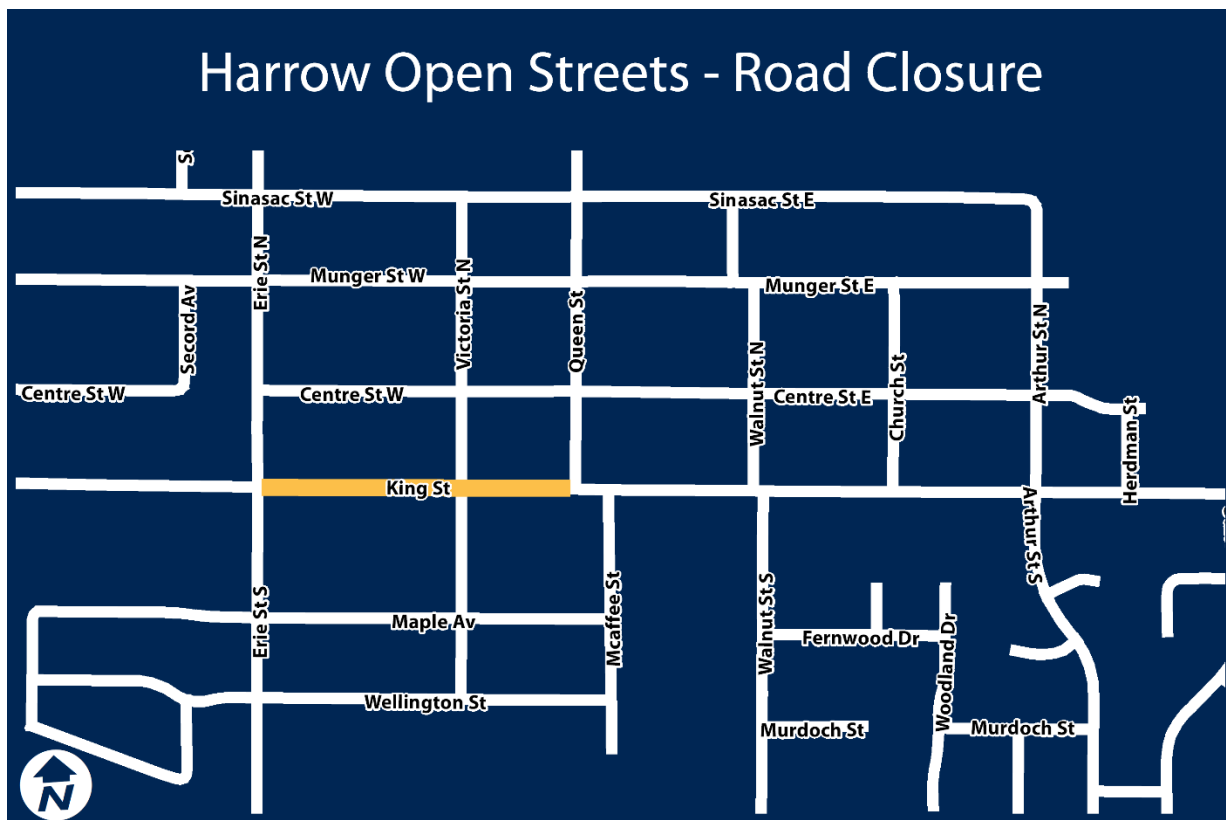 Harrow Open Streets - Road Closure
Sinasac St W
Sinasac St E
Erie St N
Munger St W
Victoria St N
Queen St
Munger St E
Secord Av
Centre St W
Centre St W
Walnut St N
Centre St E
Church St
Arthur St N
Herdman St
King St
Arthur St S
Erie St S
Maple Av
Mcaffee St
Walnut St S
Fernwood Dr
Woodland Dr
Wellington St
Murdoch St
Murdoch St
N